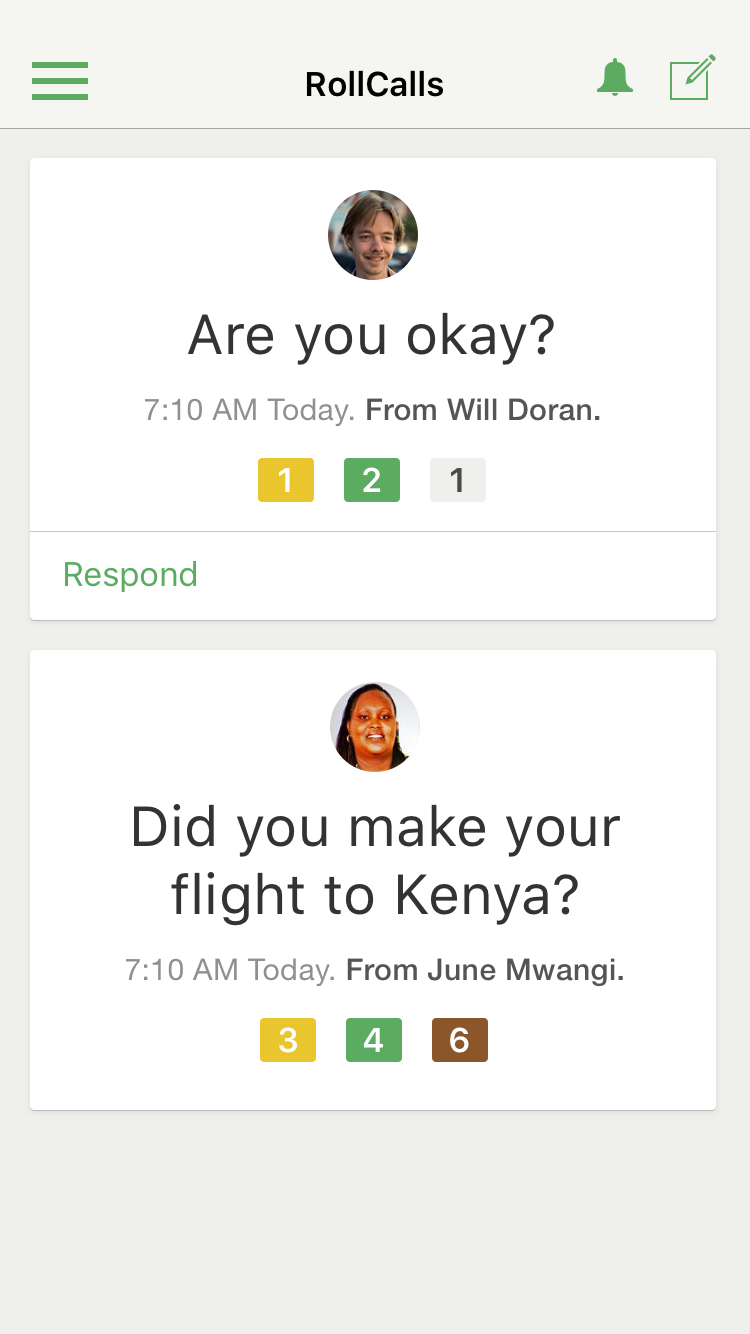 RollCalls
Are you okay?
7:10 AM Today. From Will Doran.
1 2 1
Respond
Did you make your
flight to Kenya?
7:10 AM Today. From June Mwangi.
3 4 6